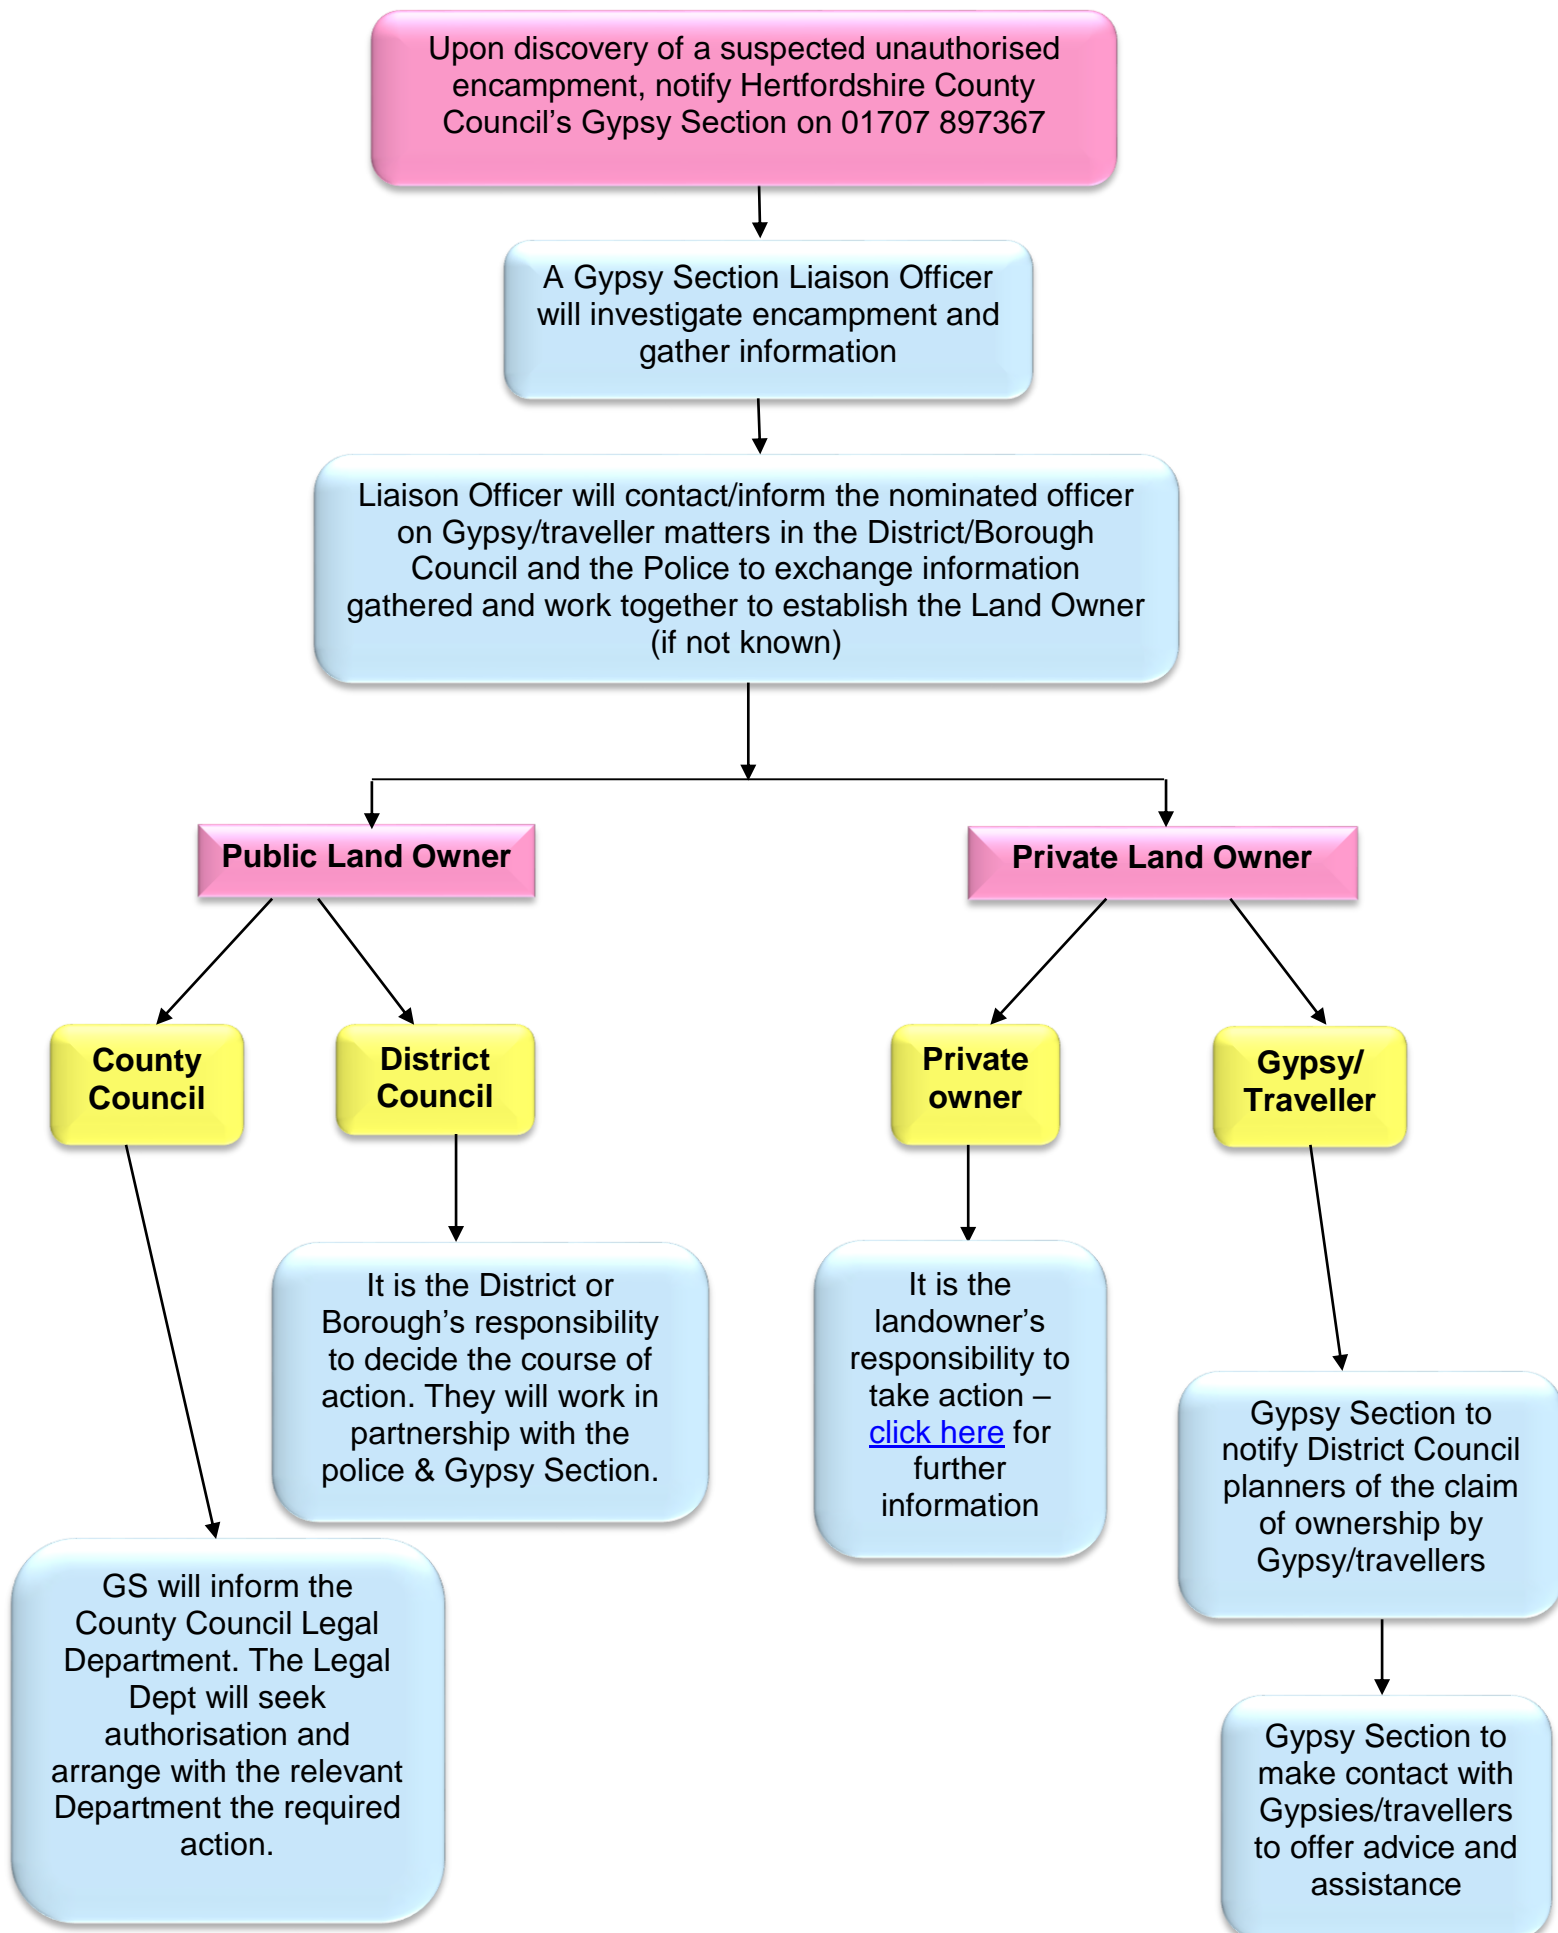 Upon discovery of a suspected unauthorised
encampment, notify Hertfordshire County
Council’s Gypsy Section on 01707 897367
A Gypsy Section Liaison Officer
will investigate encampment and
gather information
Liaison Officer will contact/inform the nominated officer
on Gypsy/traveller matters in the District/Borough
Council and the Police to exchange information
gathered and work together to establish the Land Owner
(if not known)
Public Land Owner
Private Land Owner
County
Council
District
Council
Private
owner
Gypsy/
Traveller
It is the District or
Borough’s responsibility
to decide the course of
action. They will work in
partnership with the
police & Gypsy Section.
It is the
landowner’s
responsibility to
take action –
click here for
further
information
Gypsy Section to
notify District Council
planners of the claim
of ownership by
Gypsy/travellers
GS will inform the
County Council Legal
Department. The Legal
Dept will seek
authorisation and
arrange with the relevant
Department the required
action.
Gypsy Section to
make contact with
Gypsies/travellers
to offer advice and
assistance